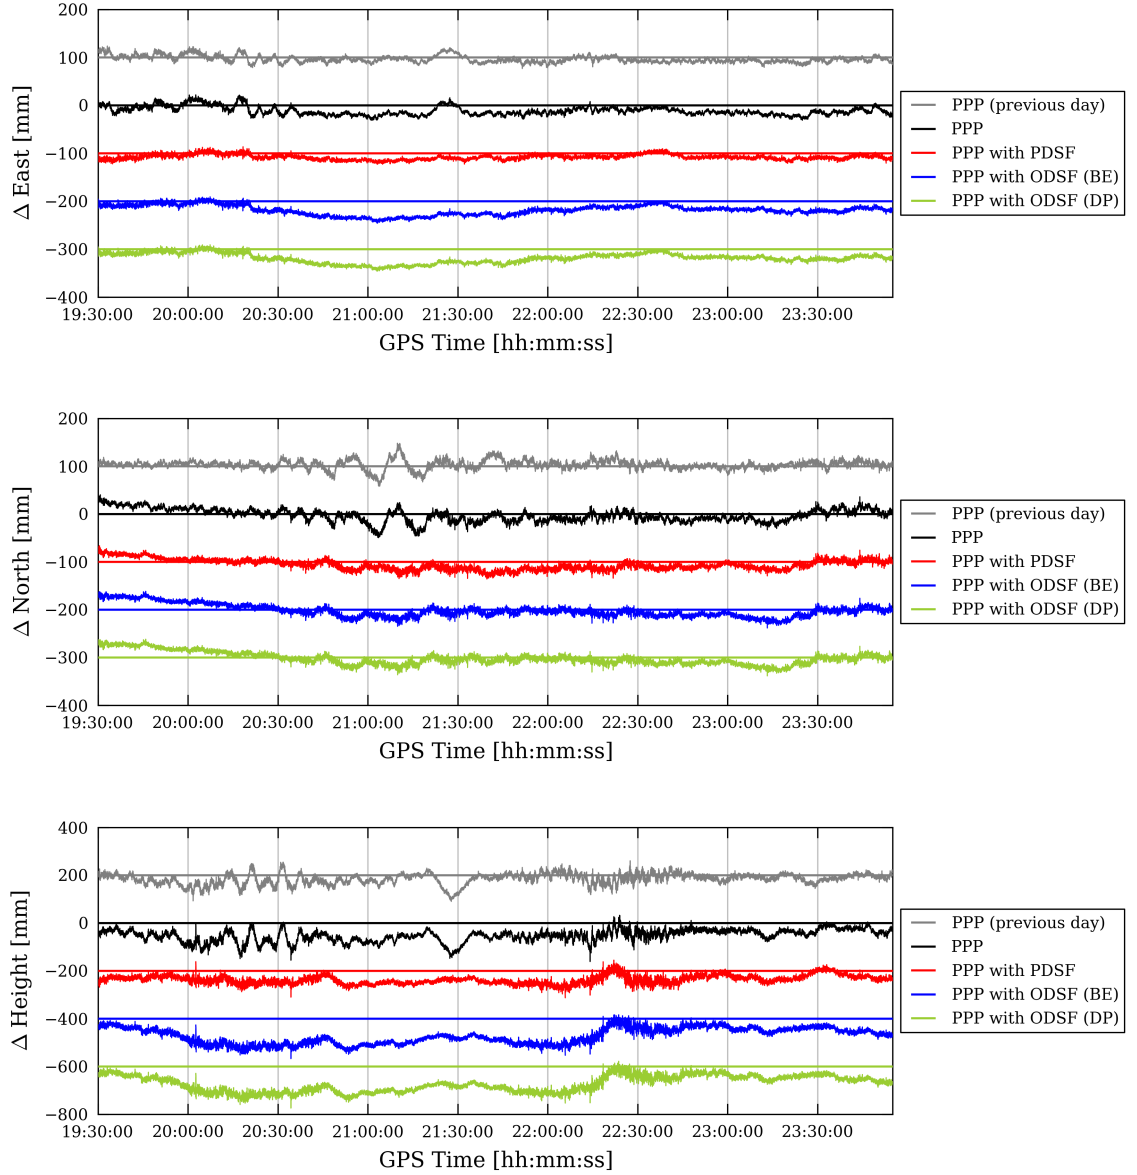 200
100
0
−100
−200
−300
−400
Δ East [mm]
19:30:00 20:00:00 20:30:00 21:00:00 21:30:00 22:00:00 22:30:00 23:00:00 23:30:00
GPS Time [hh:mm:ss]
PPP (previous day)
PPP
PPP with PDSF
PPP with ODSF (BE)
PPP with ODSF (DP)
200
100
0
−100
−200
−300
−400
Δ North [mm]
19:30:00 20:00:00 20:30:00 21:00:00 21:30:00 22:00:00 22:30:00 23:00:00 23:30:00
GPS Time [hh:mm:ss]
PPP (previous day)
PPP
PPP with PDSF
PPP with ODSF (BE)
PPP with ODSF (DP)
400
200
0
−200
−400
−600
−800
Δ Height [mm]
19:30:00 20:00:00 20:30:00 21:00:00 21:30:00 22:00:00 22:30:00 23:00:00 23:30:00
GPS Time [hh:mm:ss]
PPP (previous day)
PPP
PPP with PDSF
PPP with ODSF (BE)
PPP with ODSF (DP)